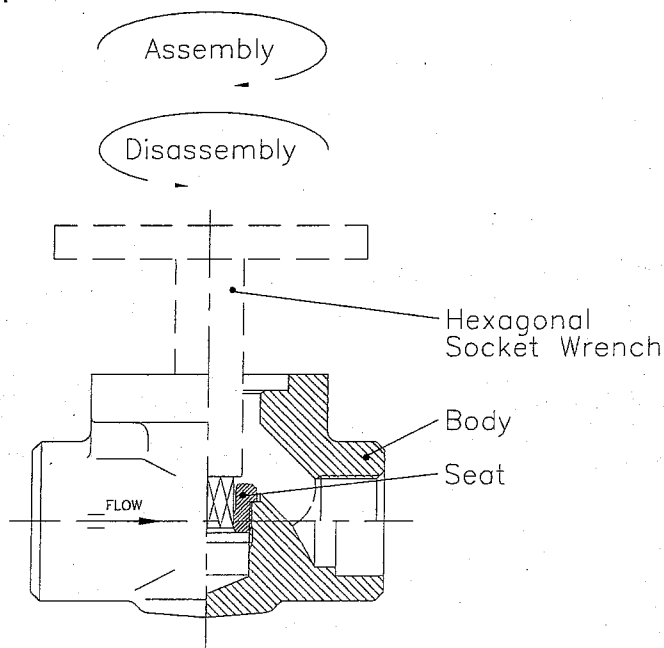 Assembly
Disassembly
Hexagonal
Socket Wrench
Body
Seat
FLOW